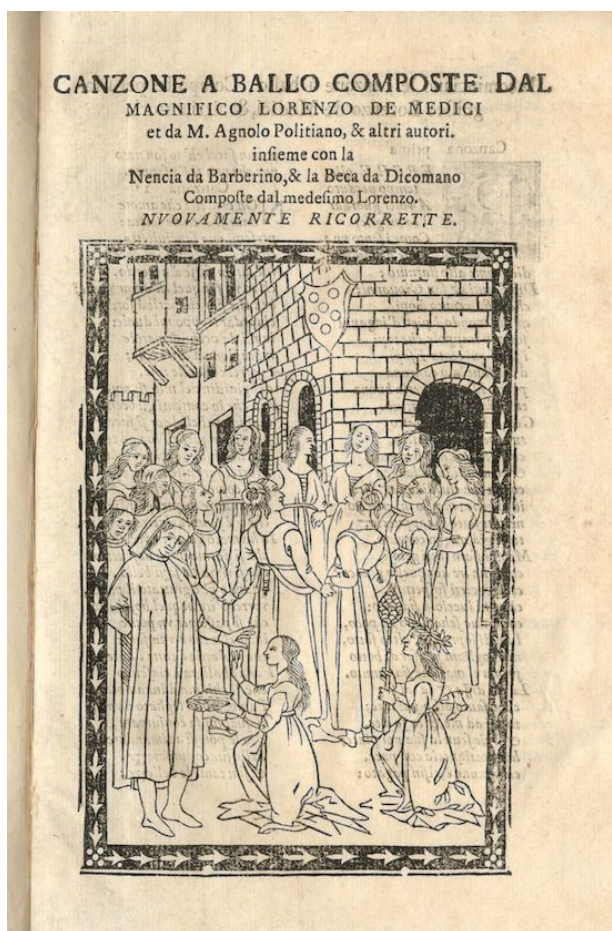 CANZONE A BALLO COMPOSTE DAL
MAGNIFICO LORENZO DE MEDICI
et da M. Agnolo Politiano, & altri autori.
insieme con la
Nencia da Barberino, & la Beca da Dicomano
Composte dal medesimo Lorenzo.
NVOVAMENTE RICORRETTE.